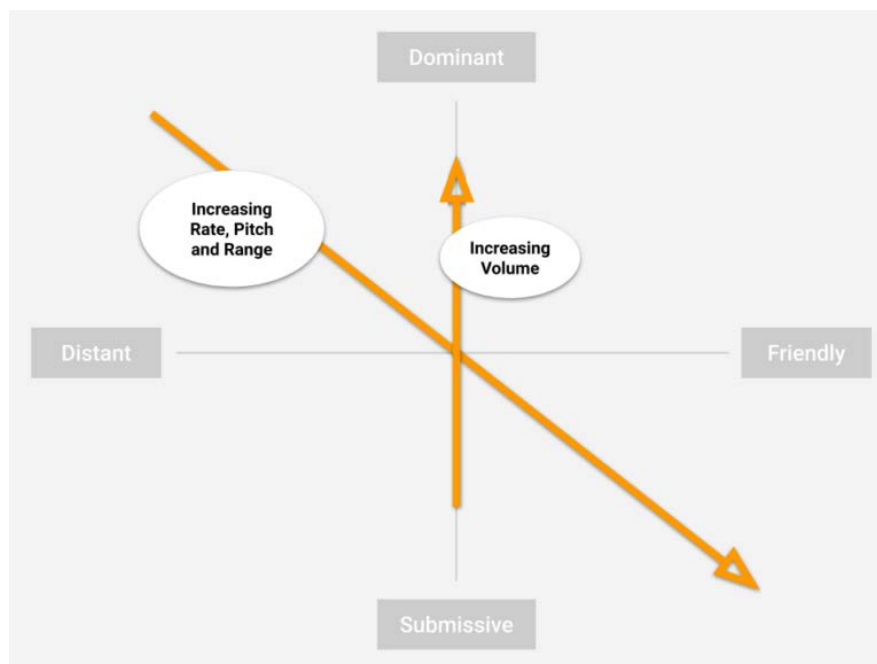 Dominant
Increasing
Rate, Pitch
and Range
Increasing
Volume
Distant
Friendly
Submissive